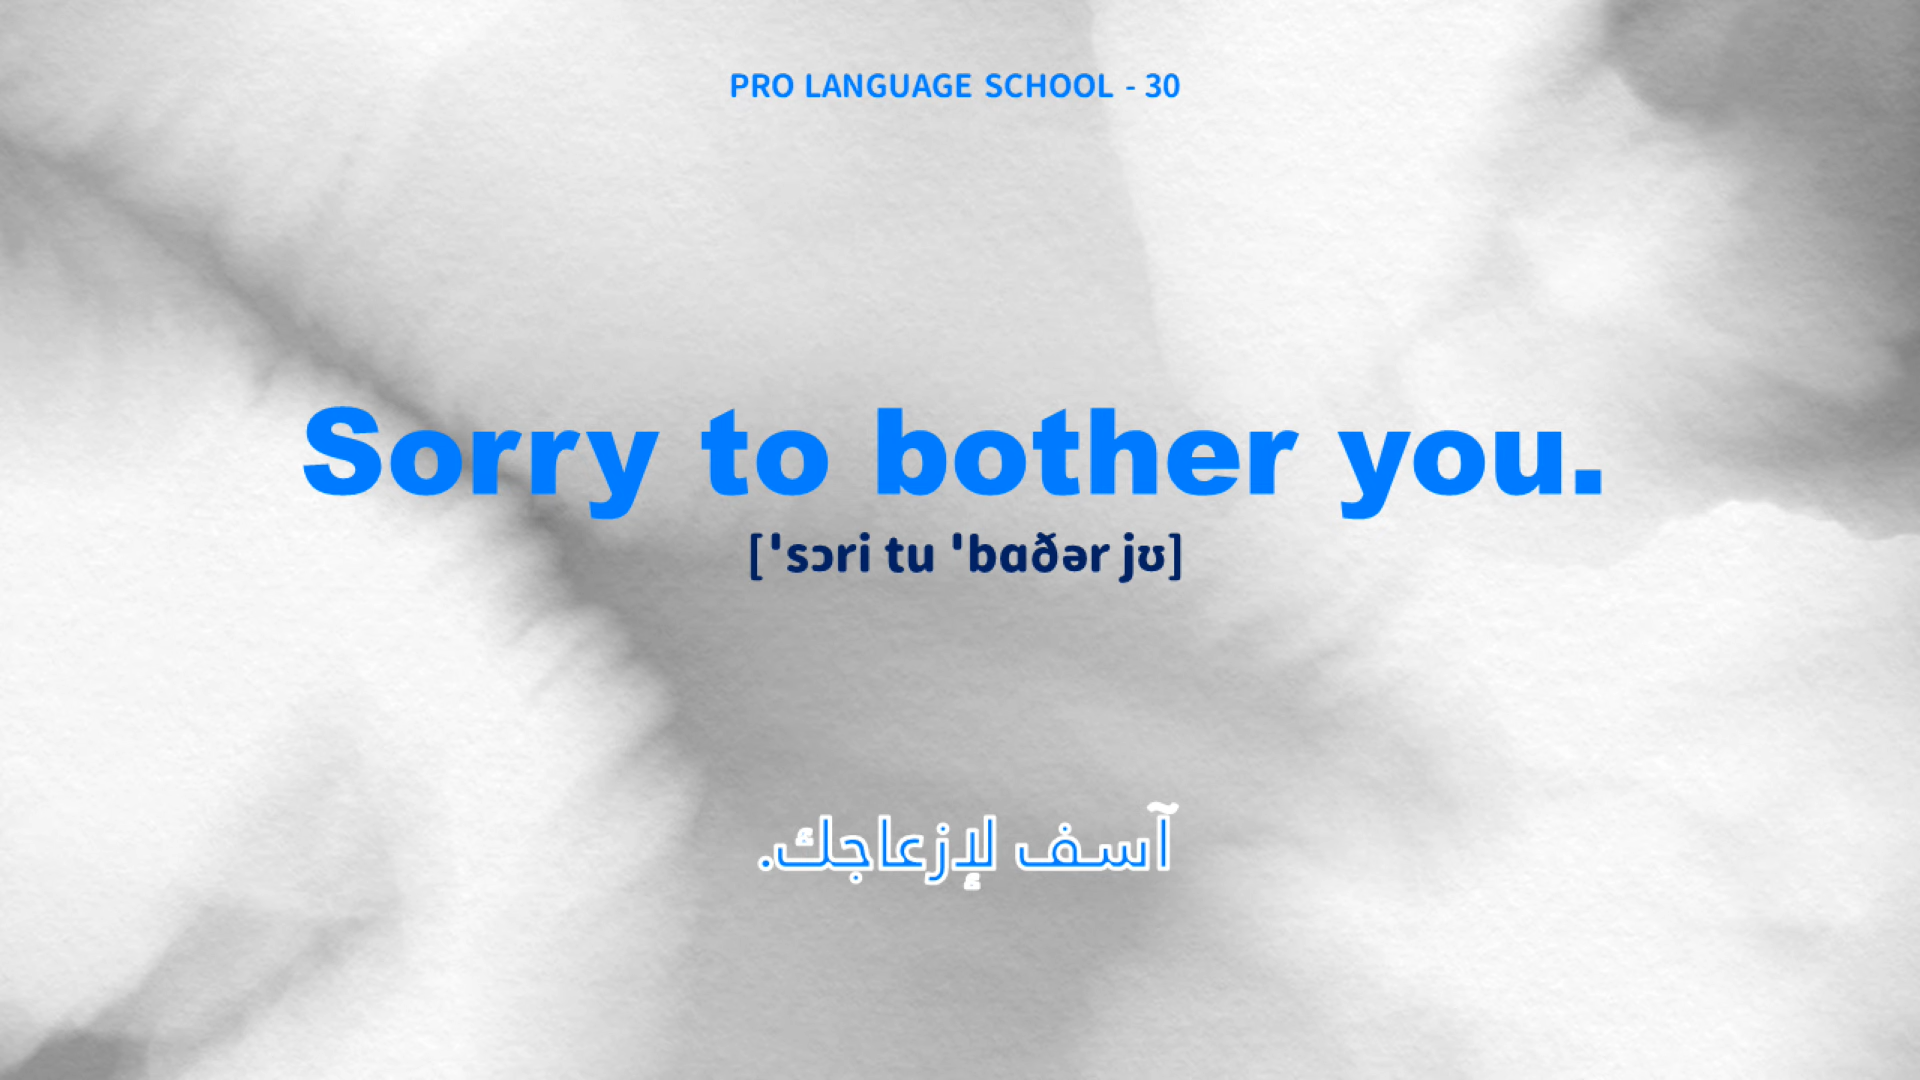 PRO LANGUAGE SCHOOL - 30
Sorry to bother you.
[ˈsɔri tu ˈbɑðər jʊ]
آسف لإزعاجك.